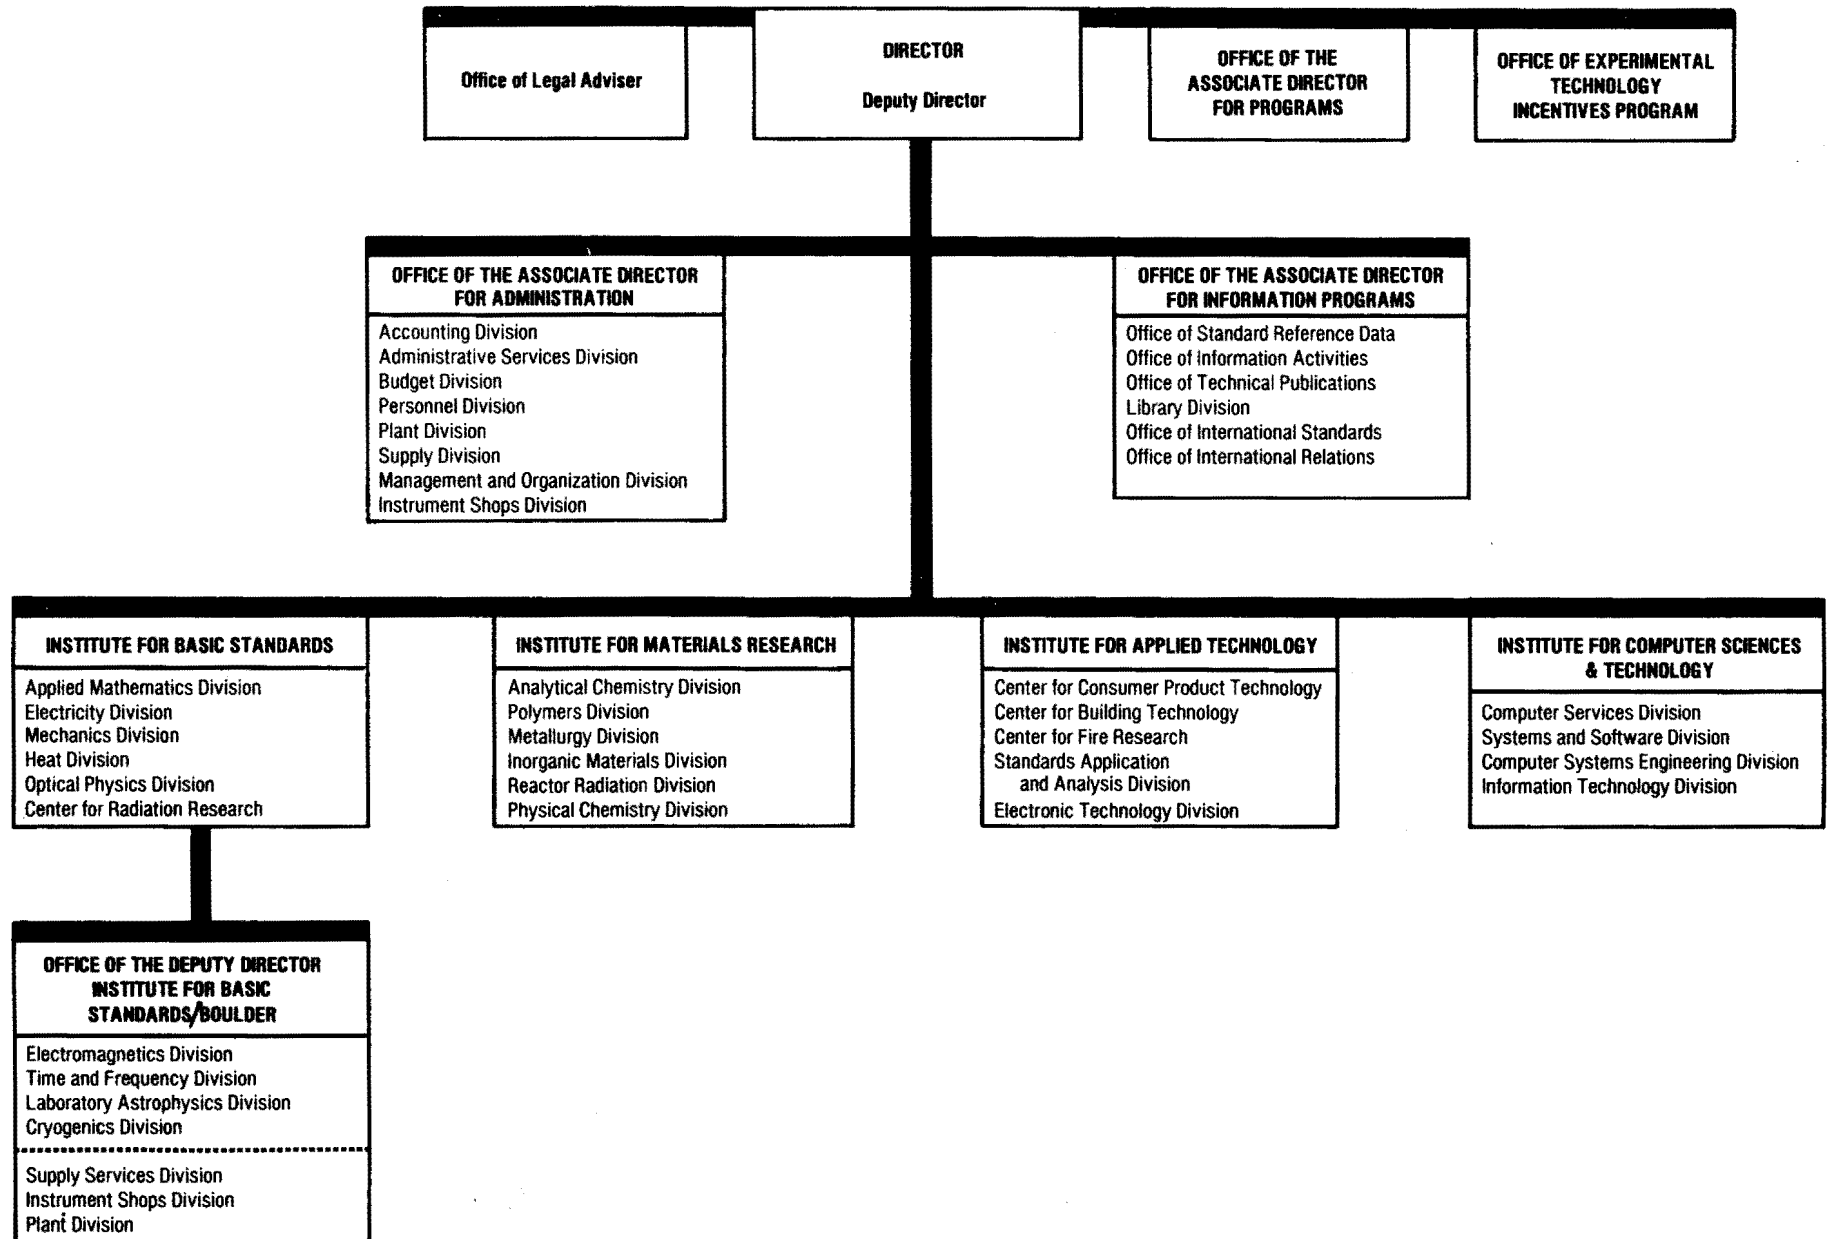 Office of Legal Adviser
DIRECTOR
Deputy Director
OFFICE OF THE
ASSOCIATE DIRECTOR
FOR PROGRAMS
OFFICE OF EXPERIMENTAL
TECHNOLOGY
INCENTIVES PROGRAM
OFFICE OF THE ASSOCIATE DIRECTOR
FOR ADMINISTRATION
Accounting Division
Administrative Services Division
Budget Division
Personnel Division
Plant Division
Supply Division
Management and Organization Division
Instrument Shops Division
OFFICE OF THE ASSOCIATE DIRECTOR
FOR INFORMATION PROGRAMS
Office of Standard Reference Data
Office of Information Activities
Office of Technical Publications
Library Division
Office of International Standards
Office of International Relations
INSTITUTE FOR BASIC STANDARDS
Applied Mathematics Division
Electricity Division
Mechanics Division
Heat Division
Optical Physics Division
Center for Radiation Research
INSTITUTE FOR MATERIALS RESEARCH
Analytical Chemistry Division
Polymers Division
Metallurgy Division
Inorganic Materials Division
Reactor Radiation Division
Physical Chemistry Division
INSTITUTE FOR APPLIED TECHNOLOGY
Center for Consumer Product Technology
Center for Building Technology
Center for Fire Research
Standards Application
and Analysis Division
Electronic Technology Division
INSTITUTE FOR COMPUTER SCIENCES
& TECHNOLOGY
Computer Services Division
Systems and Software Division
Computer Systems Engineering Division
Information Technology Division
OFFICE OF THE DEPUTY DIRECTOR
INSTITUTE FOR BASIC
STANDARDS/BOULDER
Electromagnetics Division
Time and Frequency Division
Laboratory Astrophysics Division
Cryogenics Division
Supply Services Division
Instrument Shops Division
Plant Division